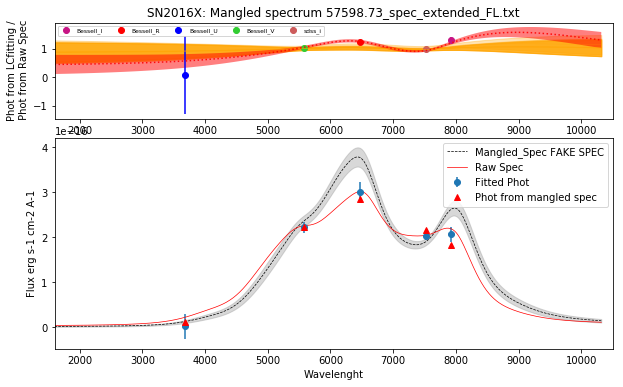 SN2016X: Mangled spectrum 57598.73_spec_extended_FL.txt
Phot from LCfitting /
Phot from Raw Spec
Bessell_I Bessell_R Bessell_U Bessell_V sdss_i
1
0
−1
2000 3000 4000 5000 6000 7000 8000 9000 10000
1e−16
Flux erg s-1 cm-2 A-1
4
3
2
1
0
Mangled_Spec FAKE SPEC
Raw Spec
Fitted Phot
Phot from mangled spec
2000 3000 4000 5000 6000 7000 8000 9000 10000
Wavelenght